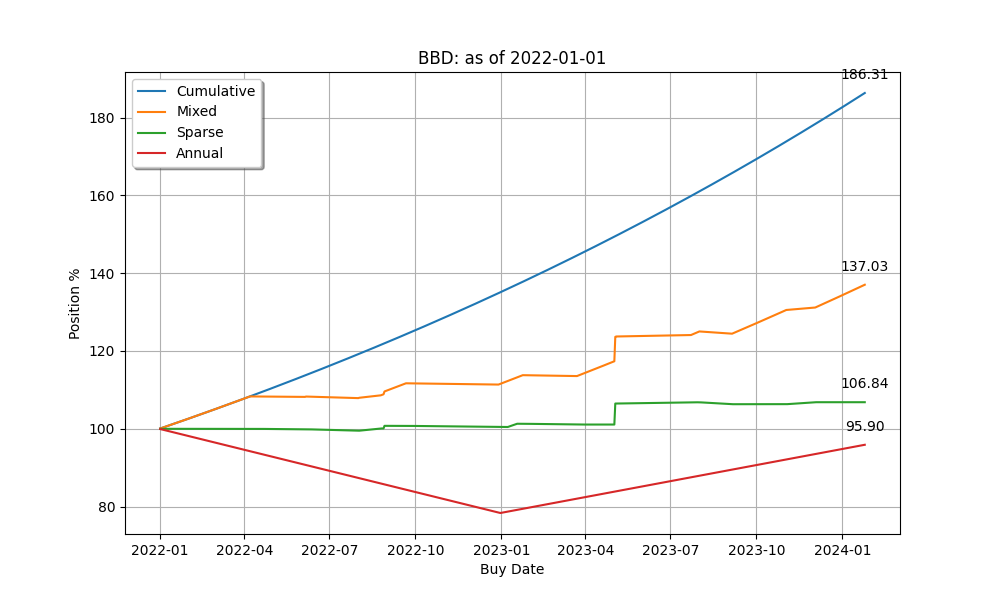 BBD: as of 2022-01-01
186.31
Cumulative
Mixed
Sparse
Annual
180
160
140
120
100
80
137.03
106.84
95.90
Position %
2022-01 2022-04 2022-07 2022-10 2023-01 2023-04 2023-07 2023-10 2024-01
Buy Date